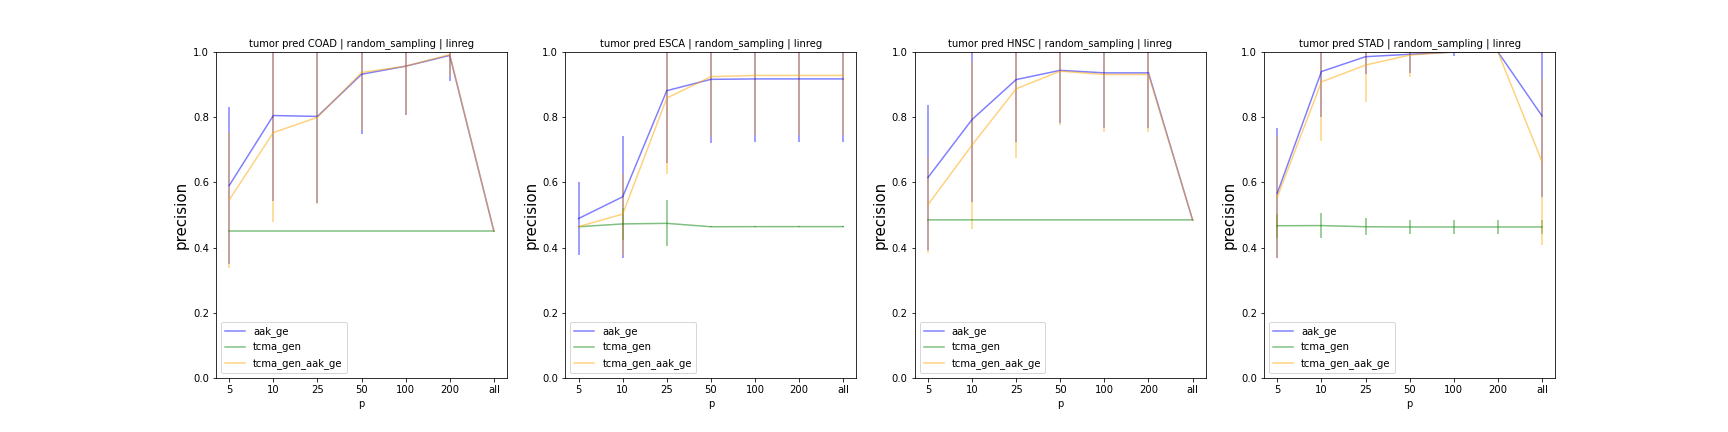 tumor pred COAD | random_sampling | linreg
1.0
0.8
0.6
0.4
0.2
0.0
precision
aak_ge
tcma_gen
tcma_gen_aak_ge
5 10 25 50 100 200 all
p
tumor pred ESCA | random_sampling | linreg
1.0
0.8
0.6
0.4
0.2
0.0
precision
aak_ge
tcma_gen
tcma_gen_aak_ge
5 10 25 50 100 200 all
p
tumor pred HNSC | random_sampling | linreg
1.0
0.8
0.6
0.4
0.2
0.0
precision
aak_ge
tcma_gen
tcma_gen_aak_ge
5 10 25 50 100 200 all
p
tumor pred STAD | random_sampling | linreg
1.0
0.8
0.6
0.4
0.2
0.0
precision
aak_ge
tcma_gen
tcma_gen_aak_ge
5 10 25 50 100 200 all
p